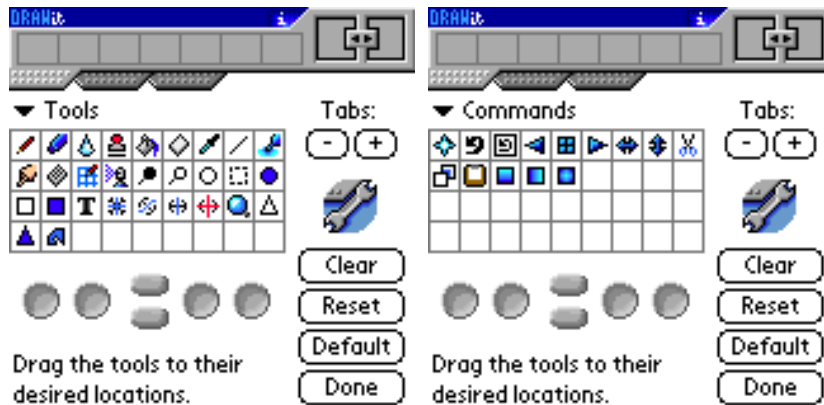 DRAWit i
Tools
Tabs:
- +
T
Clear
Reset
Default
Done
Drag the tools to their
desired locations.
DRAWit i
Commands
Tabs:
- +
Clear
Reset
Default
Done
Drag the tools to their
desired locations.